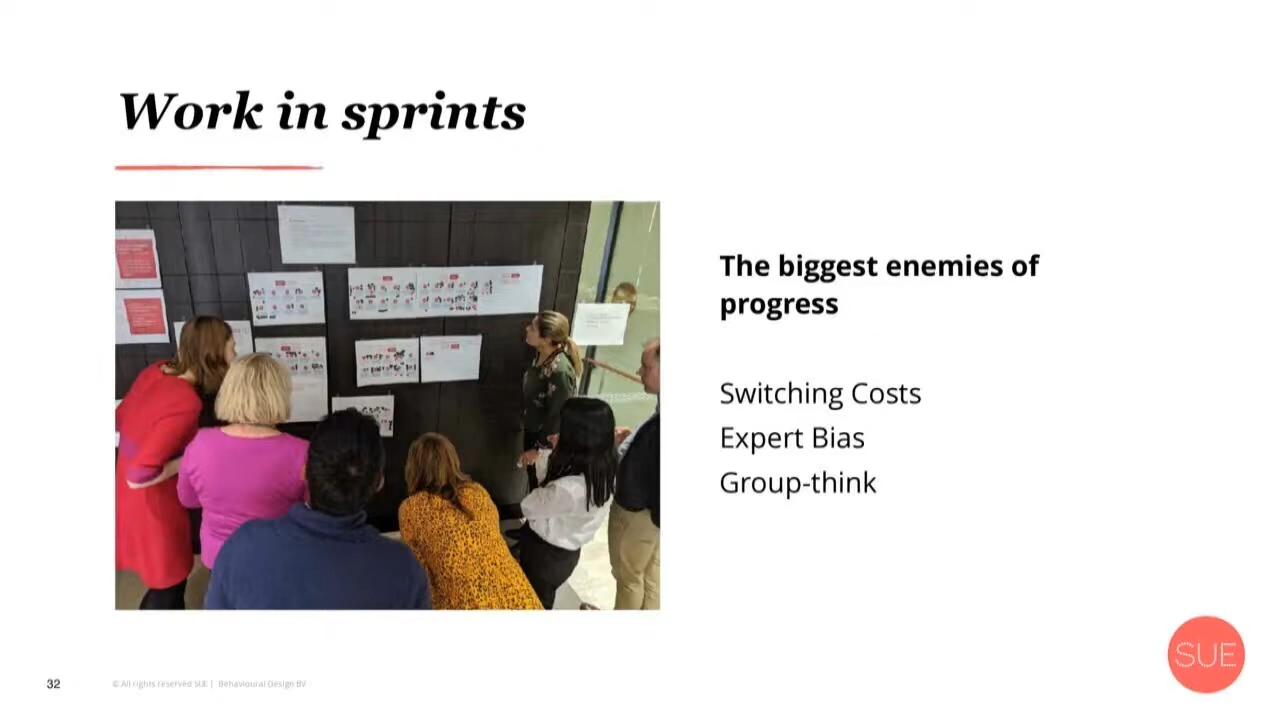 Work in sprints
The biggest enemies of
progress
Switching Costs
Expert Bias
Group-think
SUE
32
© All rights reserved SUE | Behavioural Design BV